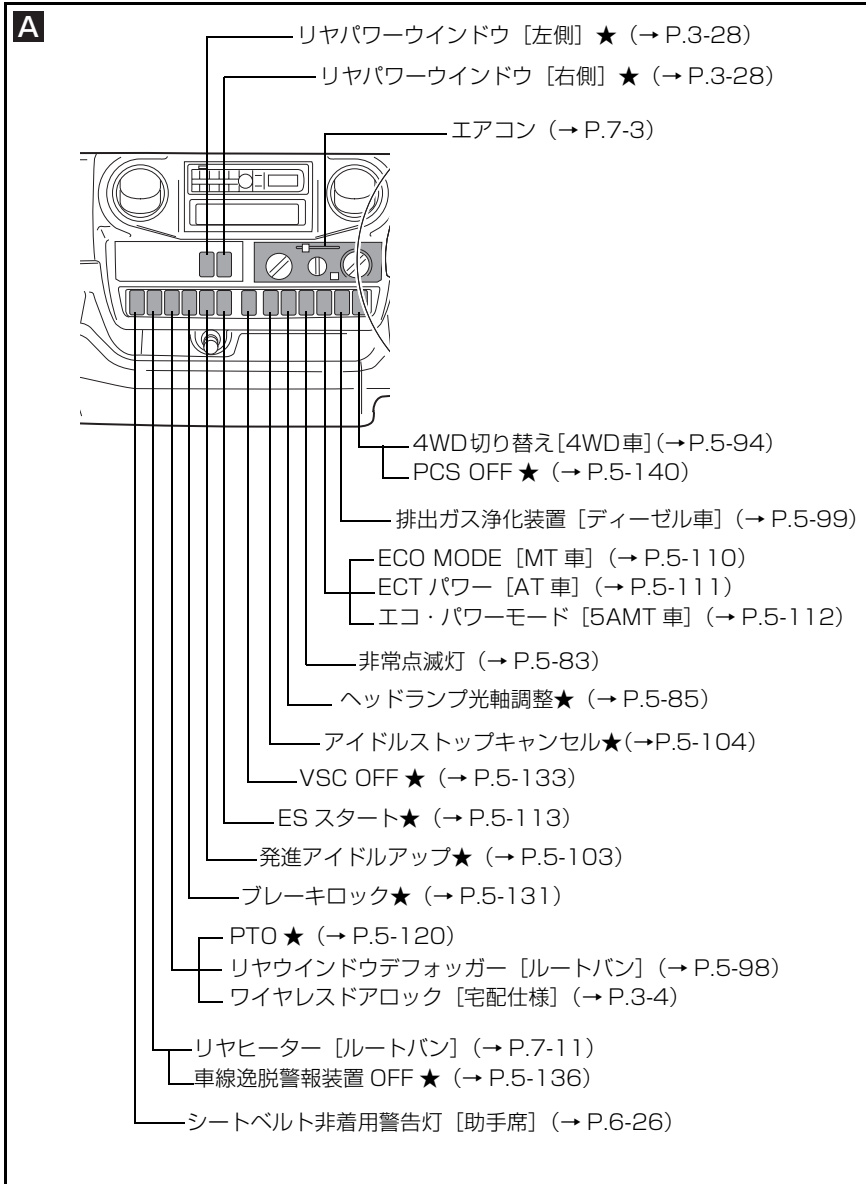 A
リヤパワーウインドウ［左側］★（→ P.3-28）
リヤパワーウインドウ［右側］★（→ P.3-28）
エアコン（→ P.7-3）
4WD切り替え［4WD車］（→P.5-94）
PCS OFF ★（→ P.5-140）
排出ガス浄化装置［ディーゼル車］（→ P.5-99）
ECO MODE［MT 車］（→ P.5-110）
ECT パワー［AT 車］（→ P.5-111）
エコ・パワーモード［5AMT 車］（→ P.5-112）
非常点滅灯（→ P.5-83）
ヘッドランプ光軸調整★（→ P.5-85）
アイドルストップキャンセル★（→P.5-104）
VSC OFF ★（→ P.5-133）
ES スタート★（→ P.5-113）
発進アイドルアップ★（→ P.5-103）
ブレーキロック★（→ P.5-131）
PTO ★（→ P.5-120）
リヤウインドウデフォッガー［ルートバン］（→ P.5-98）
ワイヤレスドアロック［宅配仕様］（→ P.3-4）
リヤヒーター［ルートバン］（→ P.7-11）
車線逸脱警報装置 OFF ★（→ P.5-136）
シートベルト非着用警告灯［助手席］（→ P.6-26）